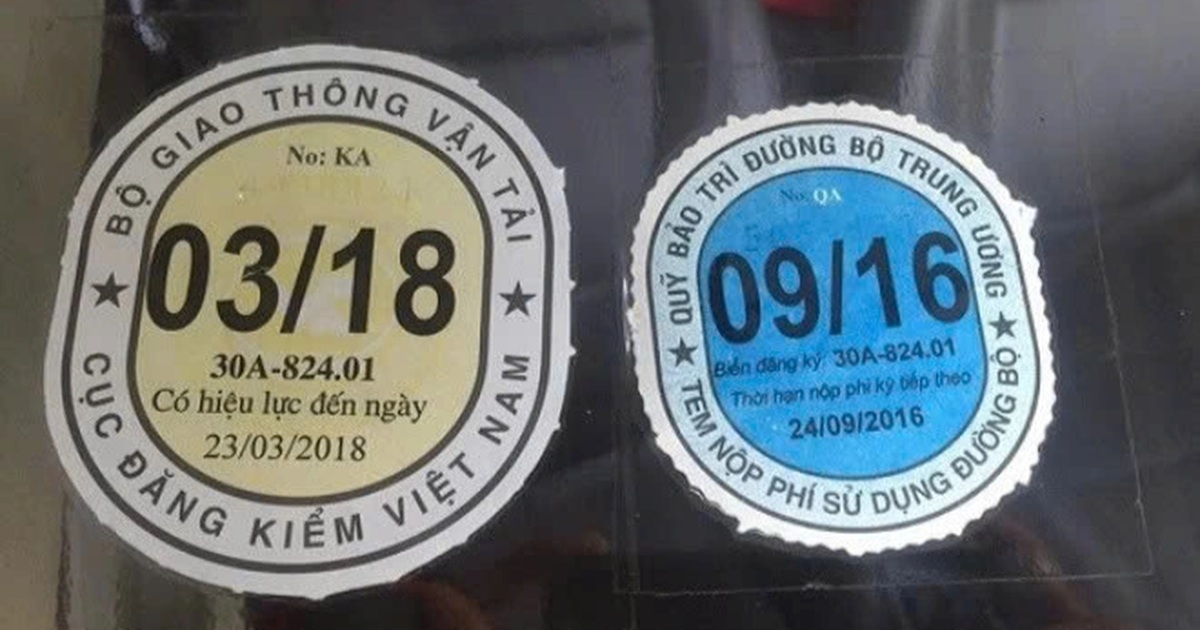 BỘ GIAO THÔNG VẬN TẢI
No: KA
03/18
30A-824.01
Có hiệu lực đến ngày
23/03/2018
CỤC ĐĂNG KIỂM VIỆT NAM
QUỸ BẢO TRÌ ĐƯỜNG BỘ TRUNG ƯƠNG
No: QA
09/16
Biển đăng ký: 30A-824.01
Thời hạn nộp phí kỳ tiếp theo
24/09/2016
TEM NỘP PHÍ SỬ DỤNG ĐƯỜNG BỘ